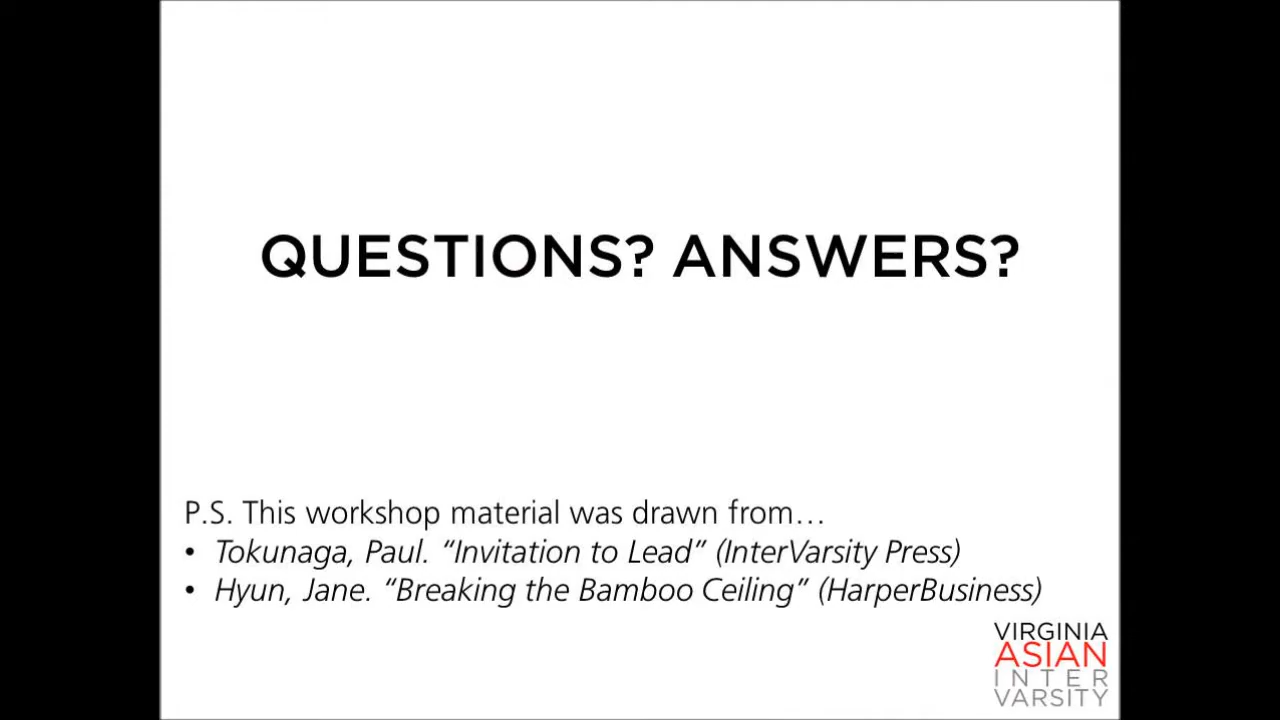 QUESTIONS? ANSWERS?
P.S. This workshop material was drawn from…
• Tokunaga, Paul. “Invitation to Lead” (InterVarsity Press)
• Hyun, Jane. “Breaking the Bamboo Ceiling” (HarperBusiness)
VIRGINIA
ASIAN
INTER
VARSITY